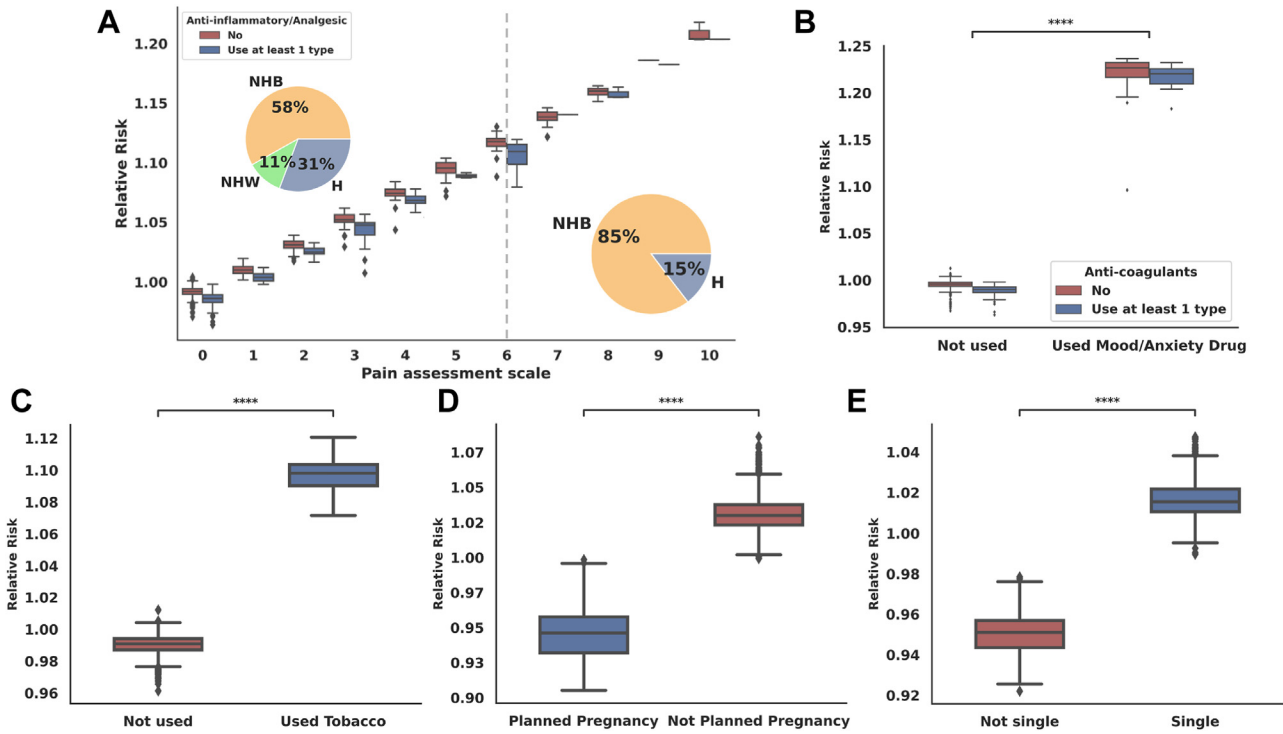 A
Anti-inflammatory/Analgesic
No
Use at least 1 type
Relative Risk
1.20
1.15
1.10
1.05
1.00
NHB
58%
11%
31%
NHW
H
NHB
85%
15%
H
0 1 2 3 4 5 6 7 8 9 10
Pain assessment scale
B
****
Relative Risk
1.25
1.20
1.15
1.10
1.05
1.00
0.95
Anti-coagulants
No
Use at least 1 type
Not used Used Mood/Anxiety Drug
C
****
Relative Risk
1.12
1.10
1.08
1.06
1.04
1.02
1.00
0.98
0.96
Not used Used Tobacco
D
****
Relative Risk
1.07
1.05
1.02
1.00
0.97
0.95
0.93
0.90
Planned Pregnancy Not Planned Pregnancy
E
****
Relative Risk
1.04
1.02
1.00
0.98
0.96
0.94
0.92
Not single Single